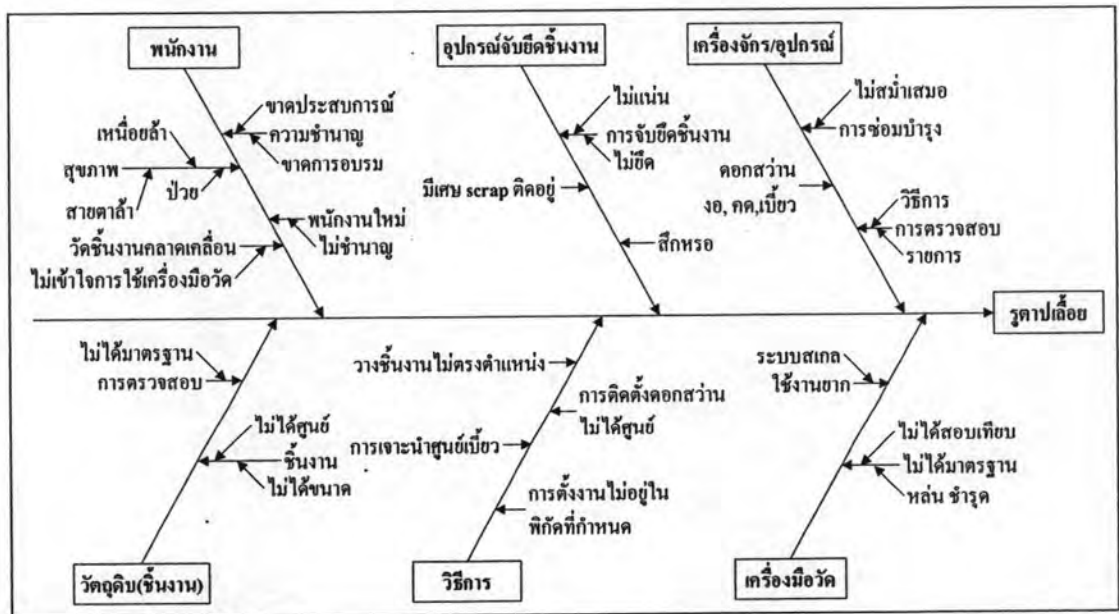 พนักงาน
อุปกรณ์จับยึดชิ้นงาน
เครื่องจักร/อุปกรณ์
ขาดประสบการณ์
ความชำนาญ
ขาดการอบรม
เหนื่อยล้า
สุขภาพ
ป่วย
สายตาล้า
พนักงานใหม่
ไม่ชำนาญ
วัดชิ้นงานคลาดเคลื่อน
ไม่เข้าใจการใช้เครื่องมือวัด
ไม่แน่น
การจับยึดชิ้นงาน
ไม่ยึด
มีเศษ scrap ติดอยู่
สึกหรอ
ไม่สม่ำเสมอ
การซ่อมบำรุง
ดอกสว่าน
งอ, คด,เบี้ยว
วิธีการ
การตรวจสอบ
รายการ
รูตาปเลื้อย
ไม่ได้มาตรฐาน
การตรวจสอบ
ไม่ได้ศูนย์
ชิ้นงาน
ไม่ได้ขนาด
วางชิ้นงานไม่ตรงตำแหน่ง
การติดตั้งดอกสว่าน
ไม่ได้ศูนย์
การเจาะนำศูนย์เบี้ยว
การตั้งงานไม่อยู่ใน
พิกัดที่กำหนด
ระบบสเกล
ใช้งานยาก
ไม่ได้สอบเทียบ
ไม่ได้มาตรฐาน
หล่น ชำรุด
วัตถุดิบ(ชิ้นงาน)
วิธีการ
เครื่องมือวัด